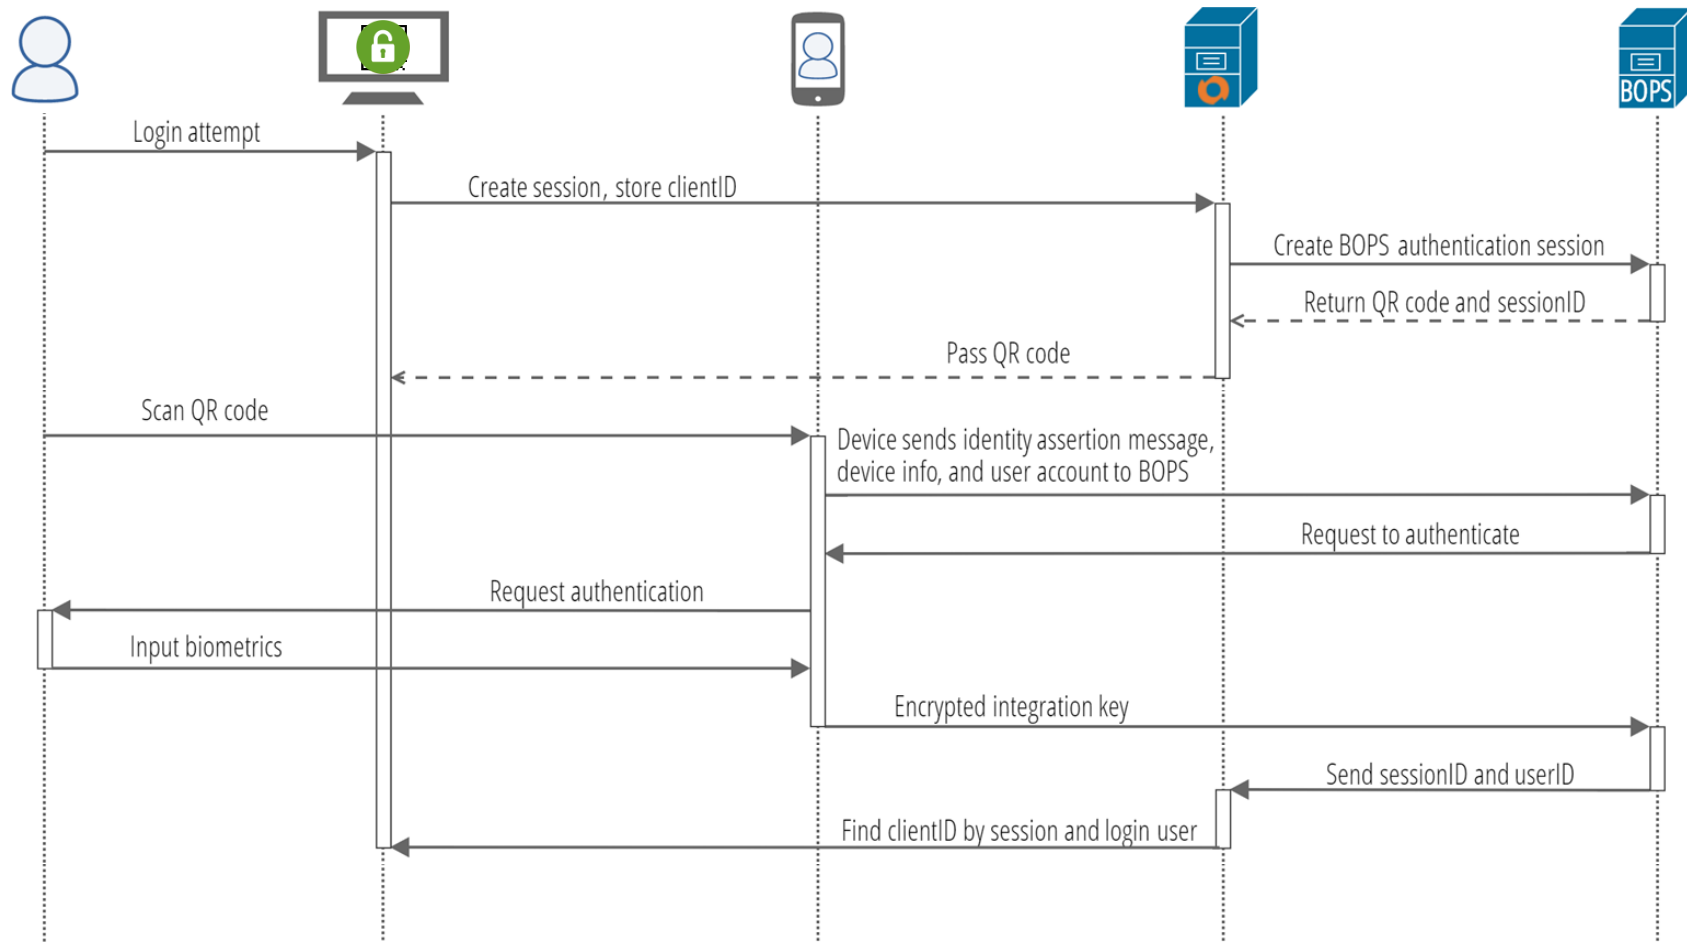 BOPS
Login attempt
Create session, store clientID
Create BOPS authentication session
Return QR code and sessionID
Pass QR code
Scan QR code
Device sends identity assertion message,
device info, and user account to BOPS
Request to authenticate
Request authentication
Input biometrics
Encrypted integration key
Send sessionID and userID
Find clientID by session and login user